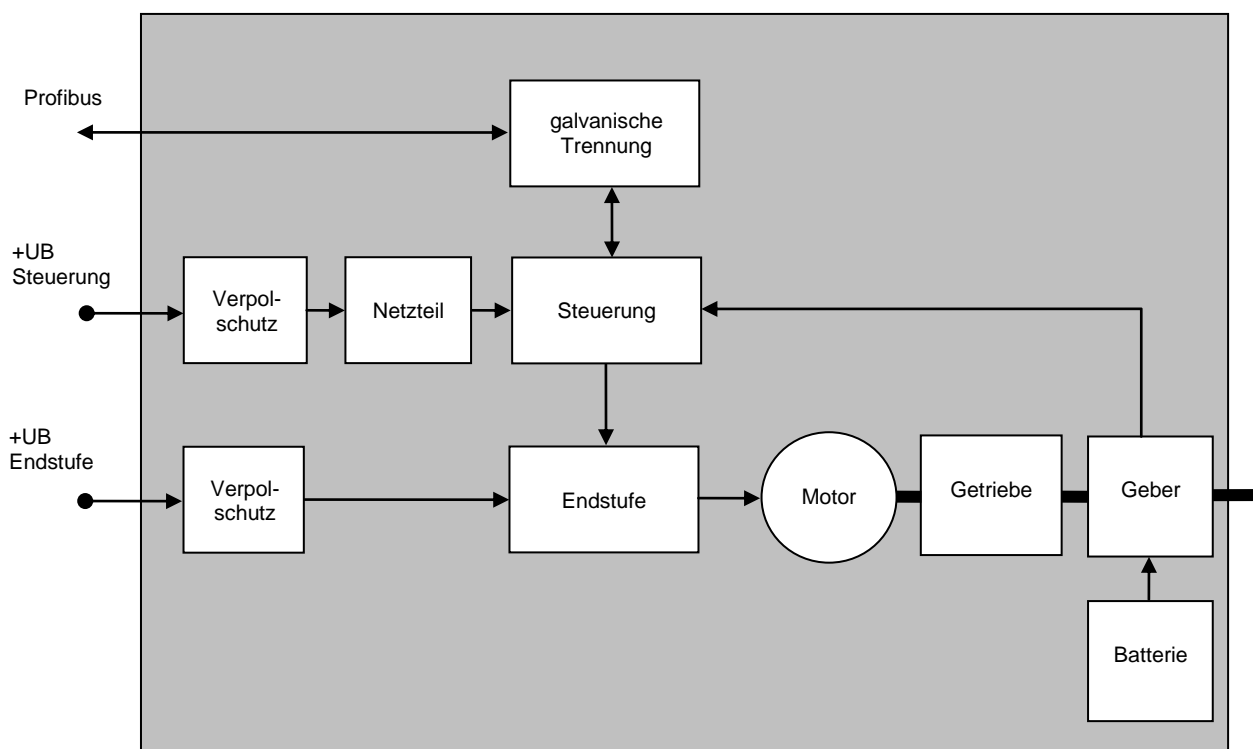 Profibus
galvanische
Trennung
+UB
Steuerung
Verpol-
schutz
Netzteil
Steuerung
+UB
Endstufe
Verpol-
schutz
Endstufe
Motor
Getriebe
Geber
Batterie